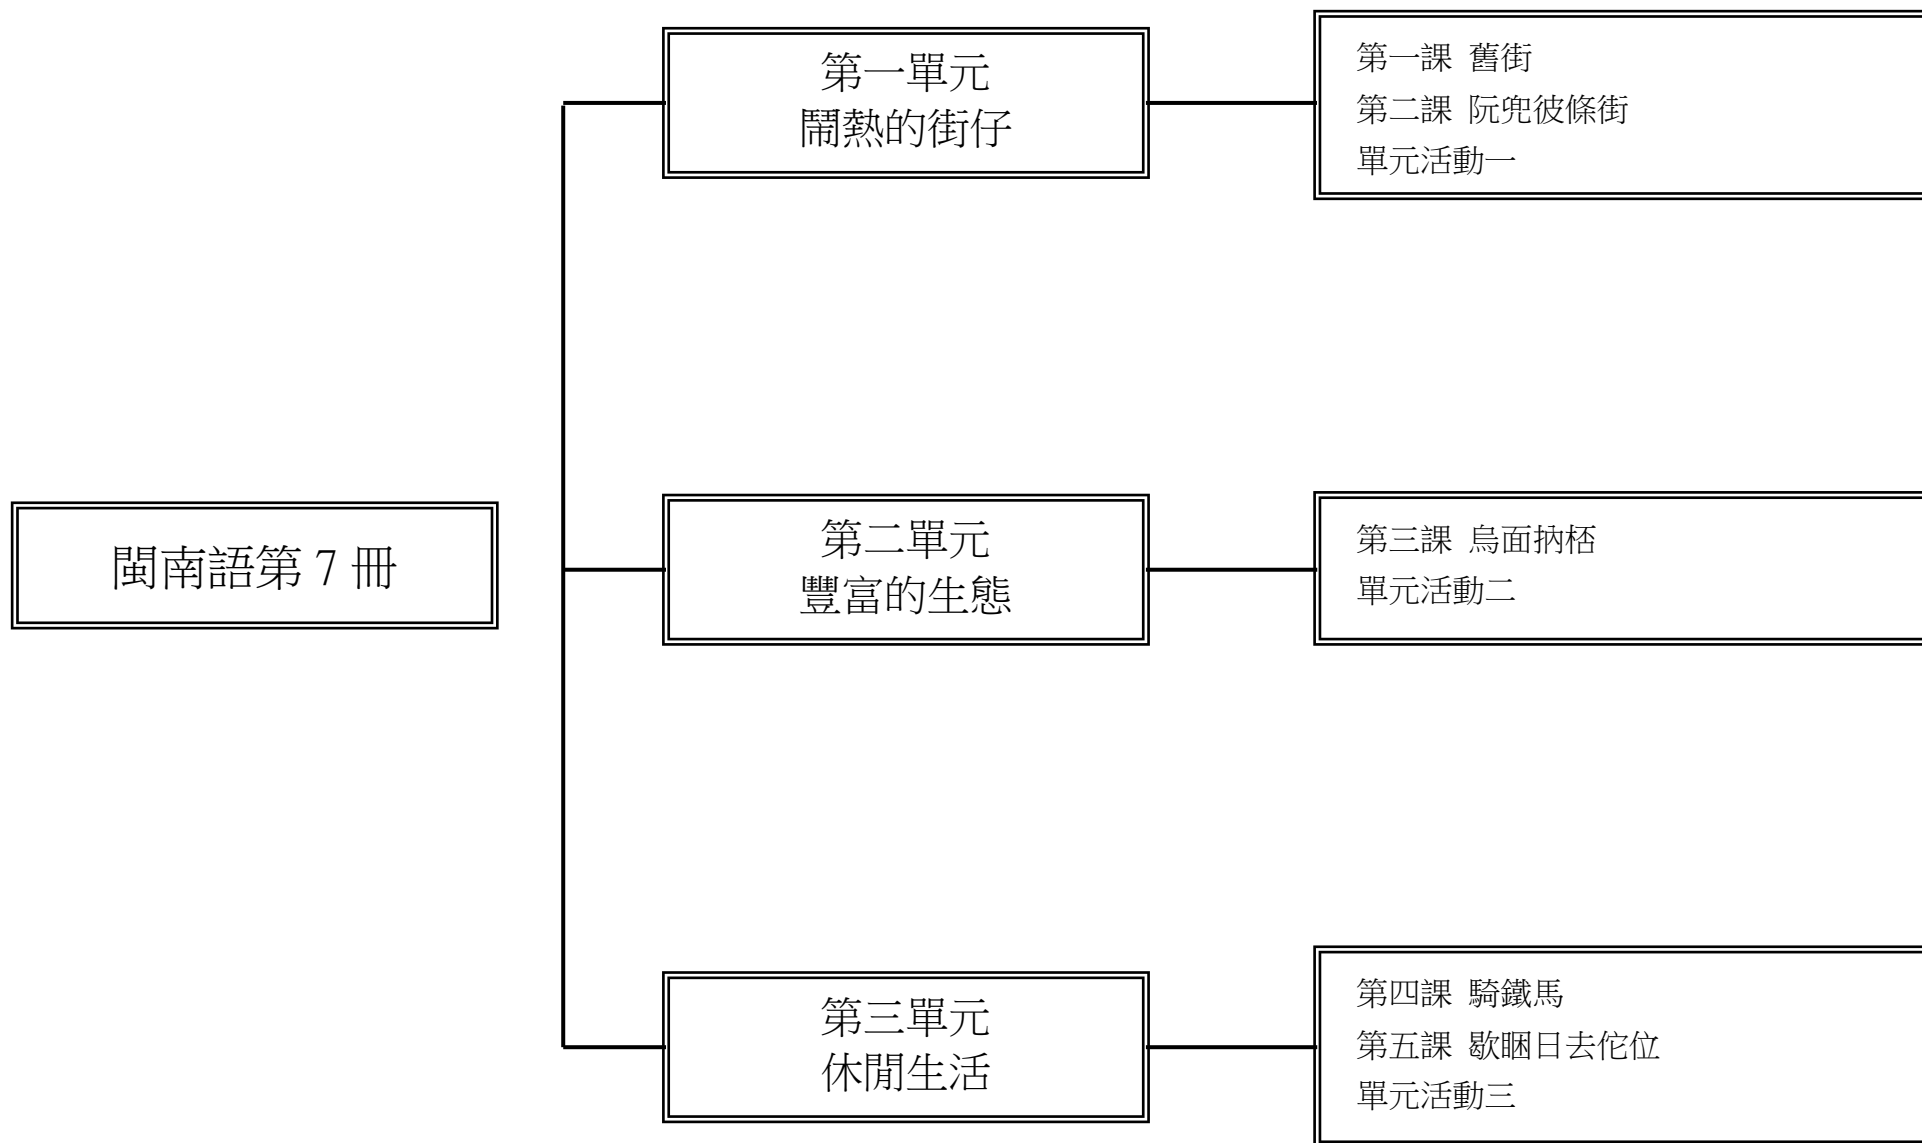 閩南語第 7 冊
第一單元
鬧熱的街仔
第一課 舊街
第二課 阮兜彼條街
單元活動一
第二單元
豐富的生態
第三課 烏面抐桮
單元活動二
第三單元
休閒生活
第四課 騎鐵馬
第五課 歇睏日去佗位
單元活動三